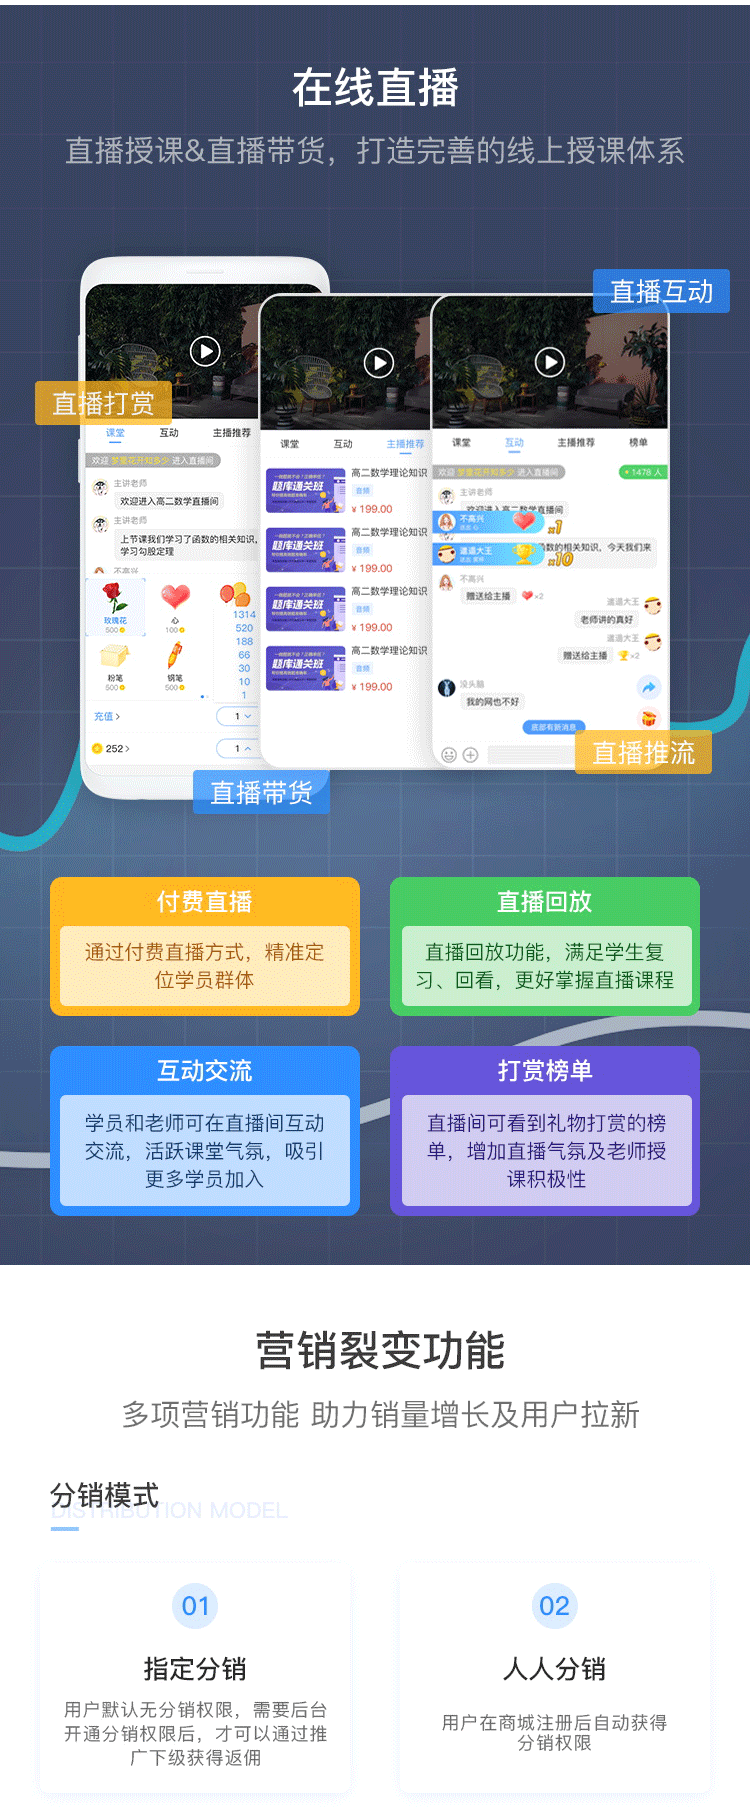 在线直播
直播授课&直播带货，打造完善的线上授课体系
直播互动
直播打赏
课堂 互动 主播推荐
欢迎 梦里花开知多少 进入直播间
主讲老师
欢迎进入高二数学直播间
主讲老师
上节课我们学习了函数的相关知识，
学习勾股定理
不高兴
玫瑰花
500
心
100
1314
520
188
66
30
10
1
粉笔
500
钢笔
500
充值 >
1
252 >
1
课堂 互动 主播推荐
题库通关班
高二数学理论知识
音频
¥ 199.00
题库通关班
高二数学理论知识
音频
¥ 199.00
题库通关班
高二数学理论知识
音频
¥ 199.00
题库通关班
高二数学理论知识
音频
¥ 199.00
课堂 互动 主播推荐 榜单
欢迎 梦里花开知多少 进入直播间
1478 人
主讲老师
欢迎进入高二数学直播间
不高兴
送出 心
x1
函数的相关知识，今天我们来
逍遥大王
x10
不高兴
赠送给主播 x2
逍遥大王
老师讲的真好
逍遥大王
赠送给主播 x2
没头脑
我的网也不好
底部有新消息
直播推流
直播带货
付费直播
通过付费直播方式，精准定
位学员群体
直播回放
直播回放功能，满足学生复
习、回看，更好掌握直播课程
互动交流
学员和老师可在直播间互动
交流，活跃课堂气氛，吸引
更多学员加入
打赏榜单
直播间可看到礼物打赏的榜
单，增加直播气氛及老师授
课积极性
营销裂变功能
多项营销功能 助力销量增长及用户拉新
分销模式
DISTRIBUTION MODEL
01
指定分销
用户默认无分销权限，需要后台
开通分销权限后，才可以通过推
广下级获得返佣
02
人人分销
用户在商城注册后自动获得
分销权限